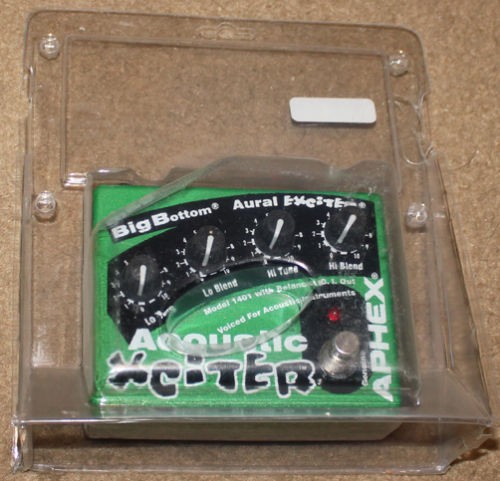 Big Bottom® Aural EXCITER®
Lo Blend
Hi Tune
Hi Blend
Model 1401 with Balanced D.I. Out
Voiced For Acoustic Instruments
Acoustic
XCITER
APHEX®